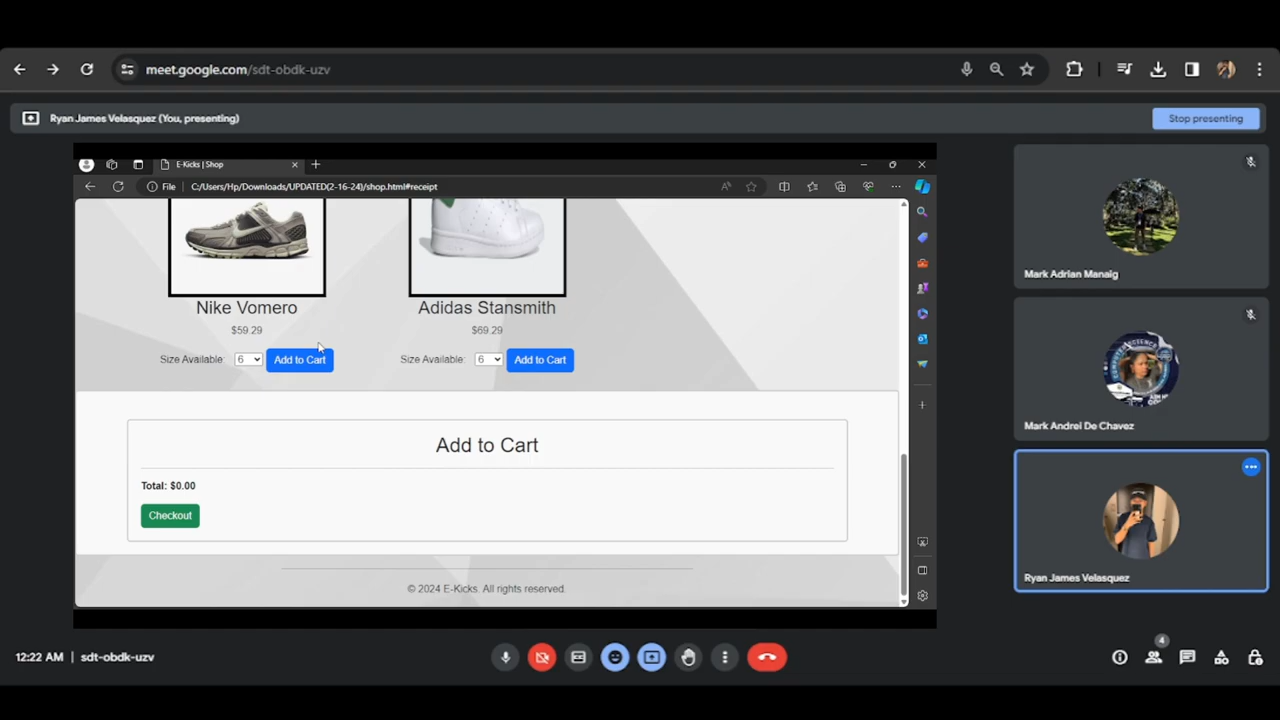 meet.google.com/sdt-obdk-uzv
Ryan James Velasquez (You, presenting)
Stop presenting
E-Kicks | Shop
File
C:/Users/Hp/Downloads/UPDATED(2-16-24)/shop.html#receipt
Nike Vomero
Adidas Stansmith
$59.29
$69.29
Size Available: 6 Add to Cart
Size Available: 6 Add to Cart
Add to Cart
Total: $0.00
Checkout
© 2024 E-Kicks. All rights reserved.
Mark Adrian Manaig
Mark Andrei De Chavez
Ryan James Velasquez
12:22 AM | sdt-obdk-uzv
4